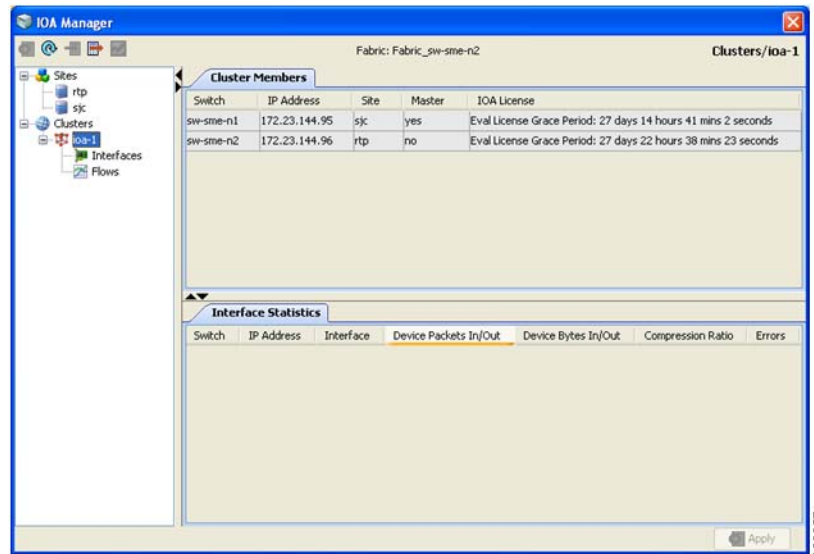 IOA Manager
Fabric: Fabric_sw-sme-n2 Clusters/ioa-1
Sites
rtp
sjc
Clusters
ioa-1
Interfaces
Flows
Cluster Members
Switch IP Address Site Master IOA License
sw-sme-n1 172.23.144.95 sjc yes Eval License Grace Period: 27 days 14 hours 41 mins 2 seconds
sw-sme-n2 172.23.144.96 rtp no Eval License Grace Period: 27 days 22 hours 38 mins 23 seconds
Interface Statistics
Switch IP Address Interface Device Packets In/Out Device Bytes In/Out Compression Ratio Errors
Apply